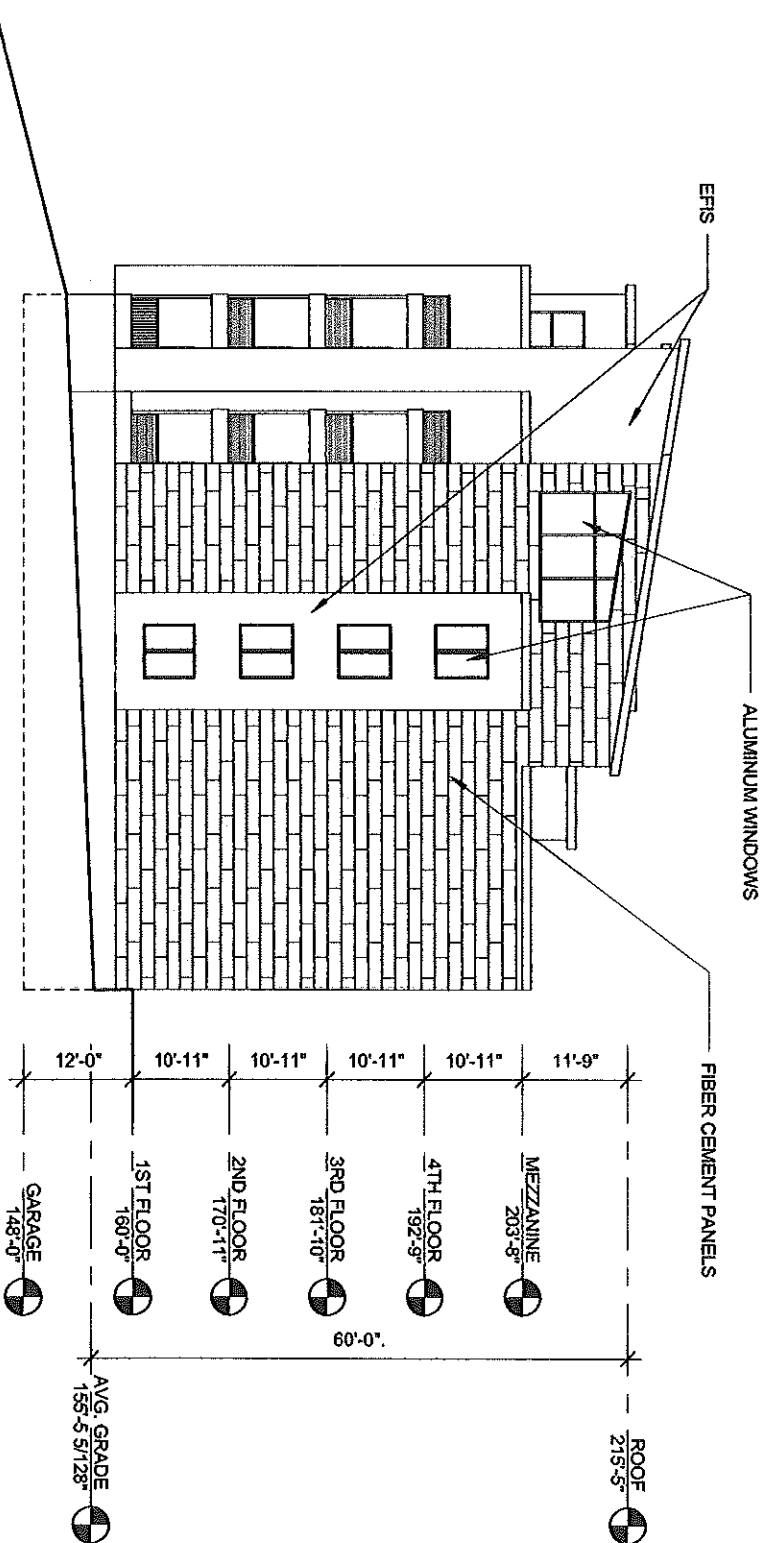 EFIS
ALUMINUM WINDOWS
FIBER CEMENT PANELS
11'-9"
10'-11"
10'-11"
10'-11"
10'-11"
12'-0"
60'-0".
ROOF
215'-5"
MEZZANINE
203'-8"
4TH FLOOR
192'-9"
3RD FLOOR
181'-10"
2ND FLOOR
170'-11"
1ST FLOOR
160'-0"
AVG. GRADE
155'-5 5/128"
GARAGE
148'-0"